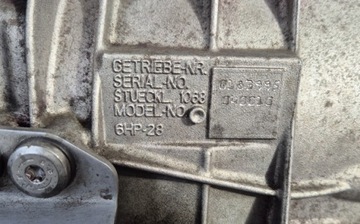 GETRIEBE-NR.
SERIAL-NO.
STUECKL. 1068
MODEL-NO.
6HP-28